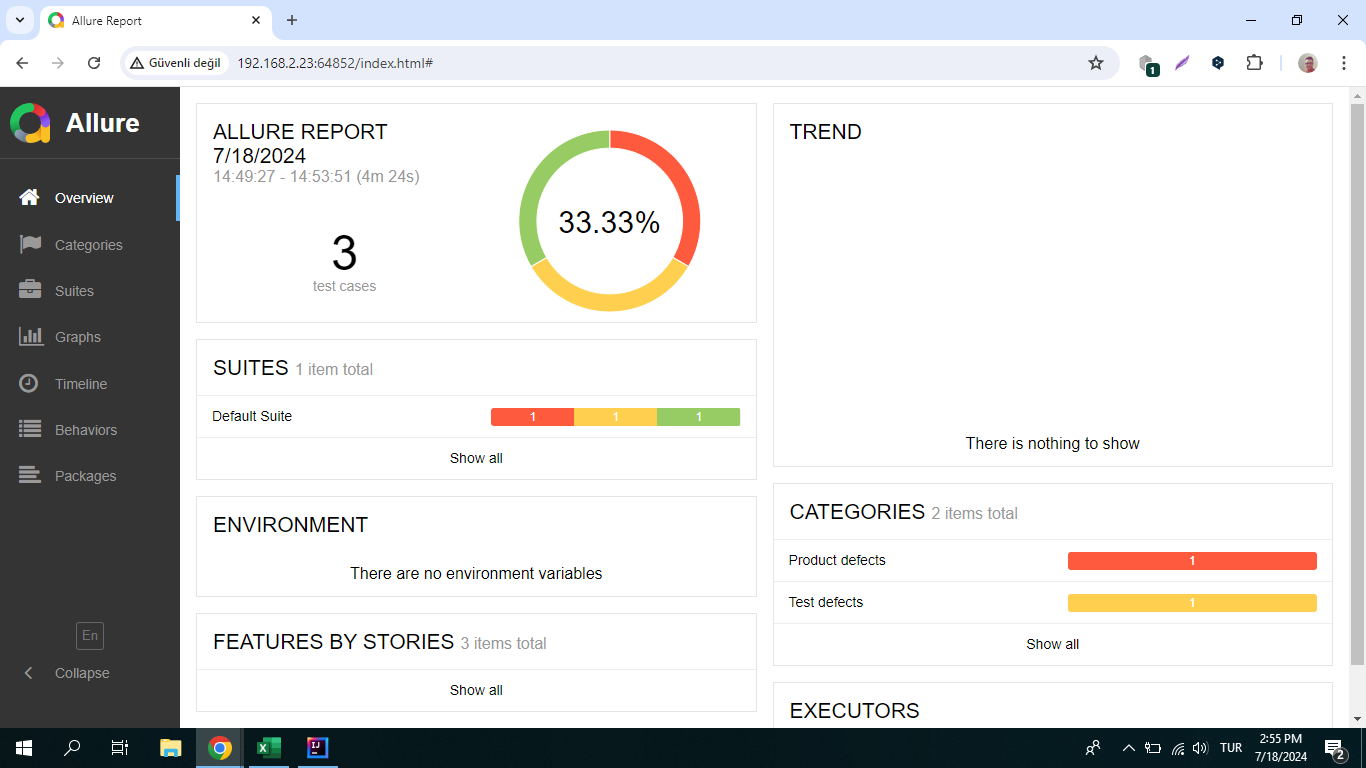 Allure Report
Güvenli değil
192.168.2.23:64852/index.html#
1
Allure
Overview
Categories
Suites
Graphs
Timeline
Behaviors
Packages
En
Collapse
ALLURE REPORT
7/18/2024
14:49:27 - 14:53:51 (4m 24s)
3
test cases
33.33%
SUITES 1 item total
Default Suite 1 1 1
Show all
ENVIRONMENT
There are no environment variables
FEATURES BY STORIES 3 items total
Show all
TREND
There is nothing to show
CATEGORIES 2 items total
Product defects 1
Test defects 1
Show all
EXECUTORS
TUR
2:55 PM
7/18/2024
2